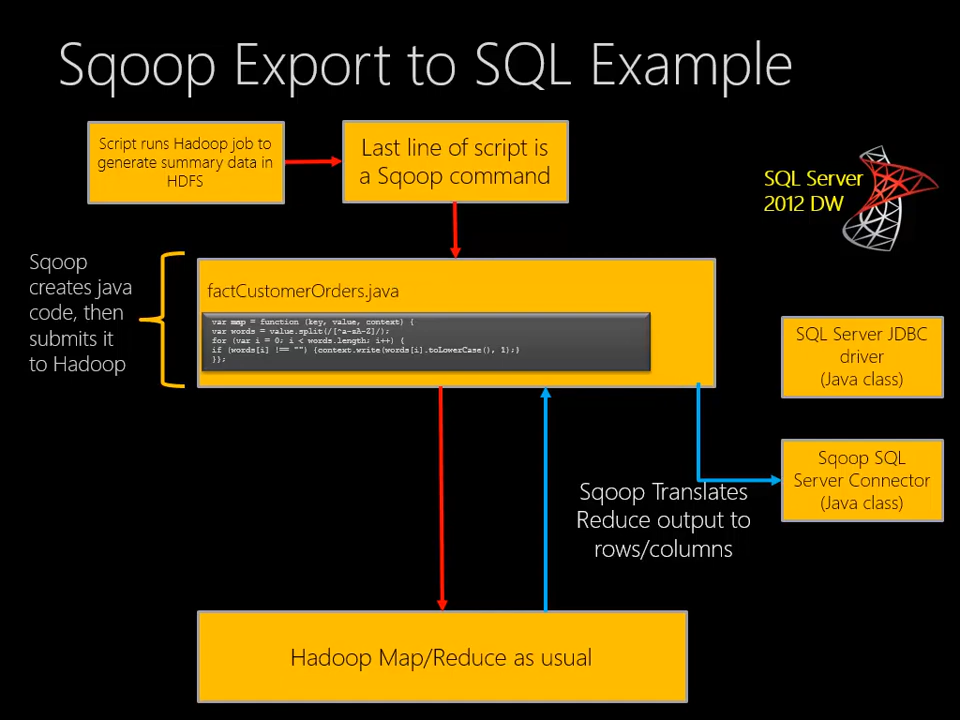 Sqoop Export to SQL Example
Script runs Hadoop job to
generate summary data in
HDFS
Last line of script is
a Sqoop command
SQL Server
2012 DW
Sqoop
creates java
code, then
submits it
to Hadoop
factCustomerOrders.java
var map = function (key, value, context) {
var words = value.split(/[^a-zA-Z]/);
for (var i = 0; i < words.length; i++) {
if (words[i] !== "") {context.write(words[i].toLowerCase(), 1);}
}};
SQL Server JDBC
driver
(Java class)
Sqoop SQL
Server Connector
(Java class)
Sqoop Translates
Reduce output to
rows/columns
Hadoop Map/Reduce as usual